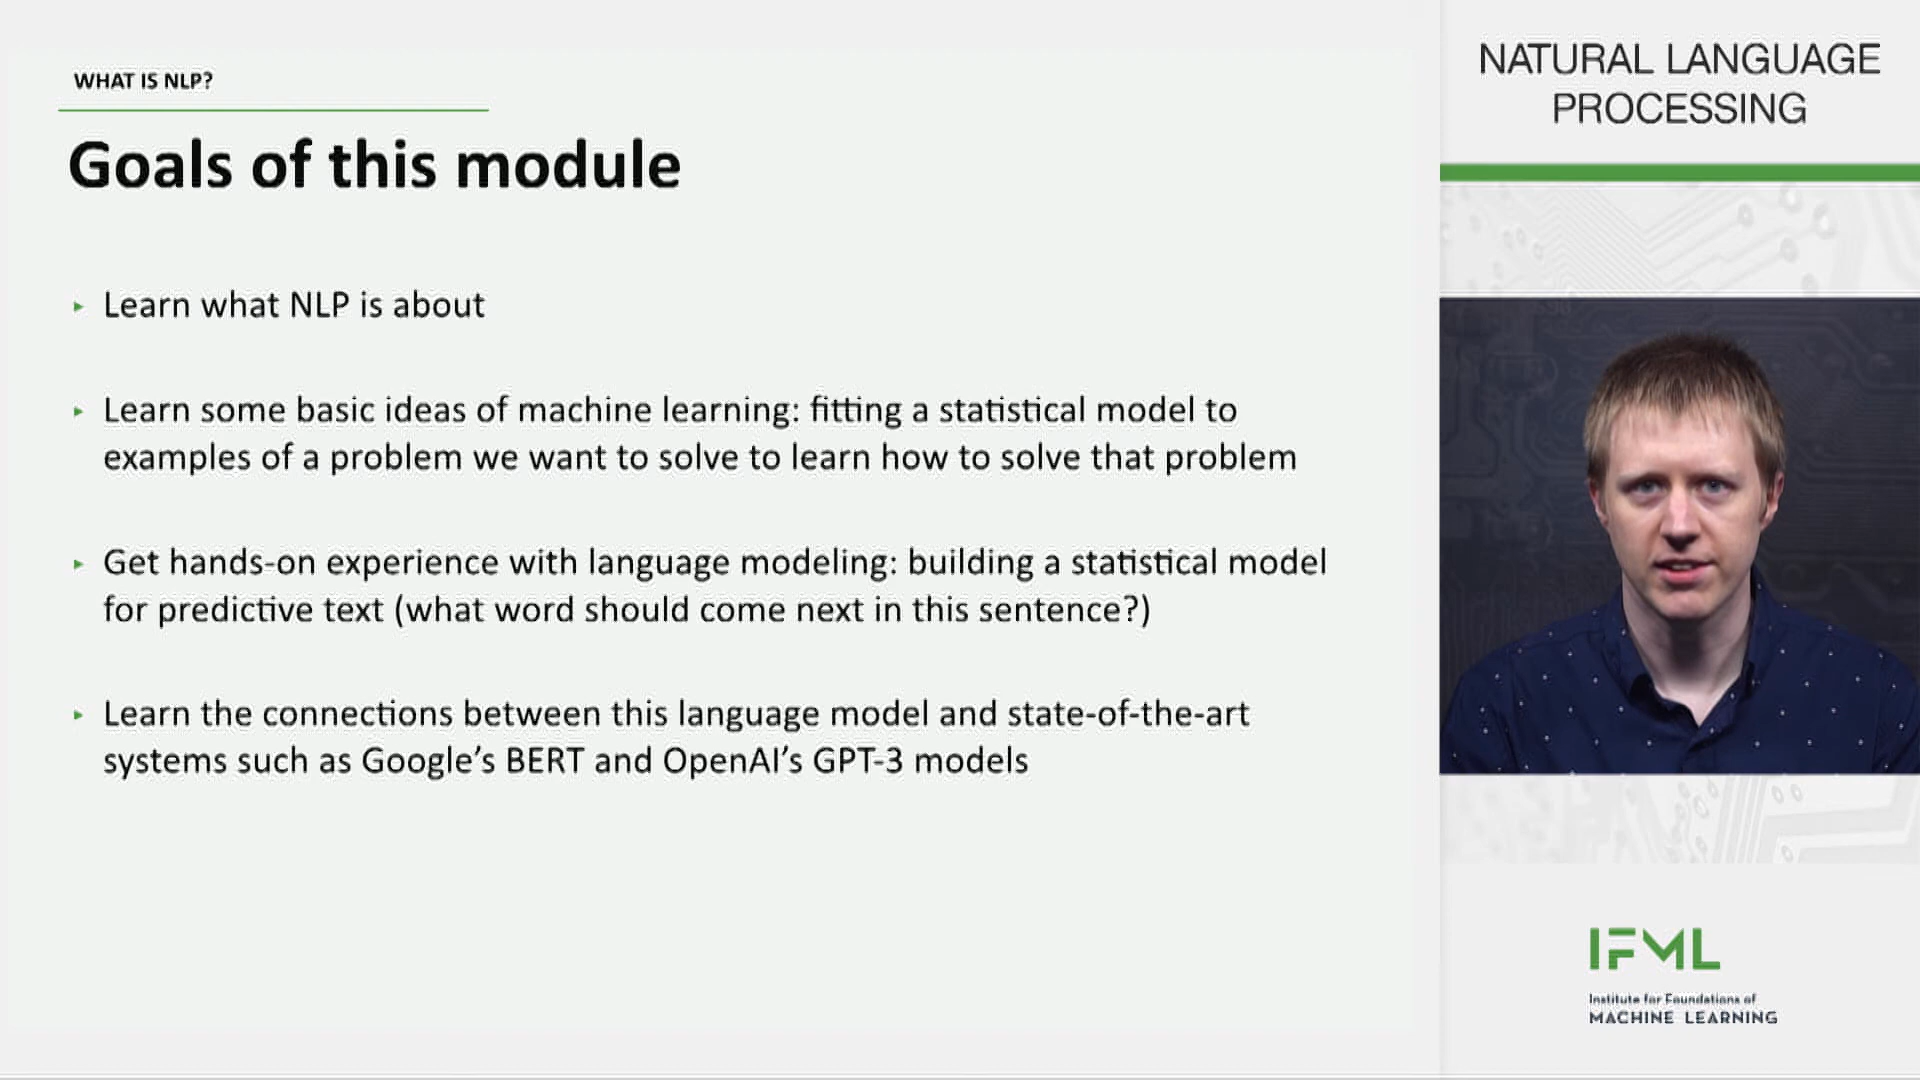 WHAT IS NLP?
Goals of this module
Learn what NLP is about
Learn some basic ideas of machine learning: fitting a statistical model to
examples of a problem we want to solve to learn how to solve that problem
Get hands-on experience with language modeling: building a statistical model
for predictive text (what word should come next in this sentence?)
Learn the connections between this language model and state-of-the-art
systems such as Google's BERT and OpenAI's GPT-3 models
NATURAL LANGUAGE
PROCESSING
IFML
Institute for Foundations of
MACHINE LEARNING